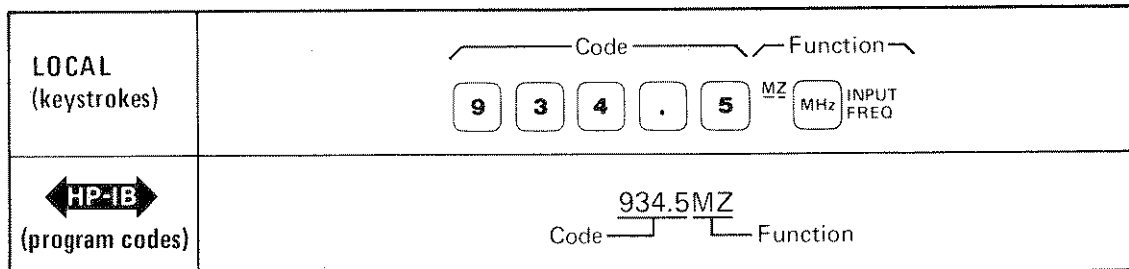 LOCAL
(keystrokes)
Code Function
9 3 4 . 5 MZ MHz INPUT FREQ
HP-IB
(program codes)
934.5MZ
Code Function